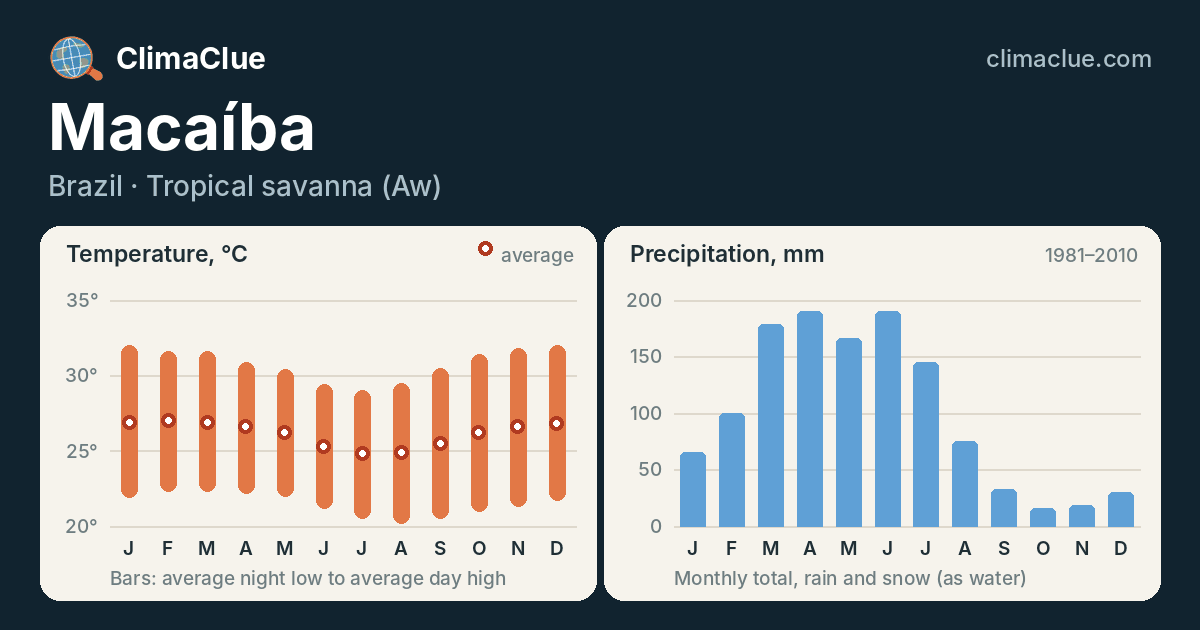 ClimaClue
climaclue.com
Macaíba
Brazil · Tropical savanna (Aw)
Temperature, °C
average
35°
30°
25°
20°
J F M A M J J A S O N D
Bars: average night low to average day high
Precipitation, mm
1981–2010
200
150
100
50
0
J F M A M J J A S O N D
Monthly total, rain and snow (as water)